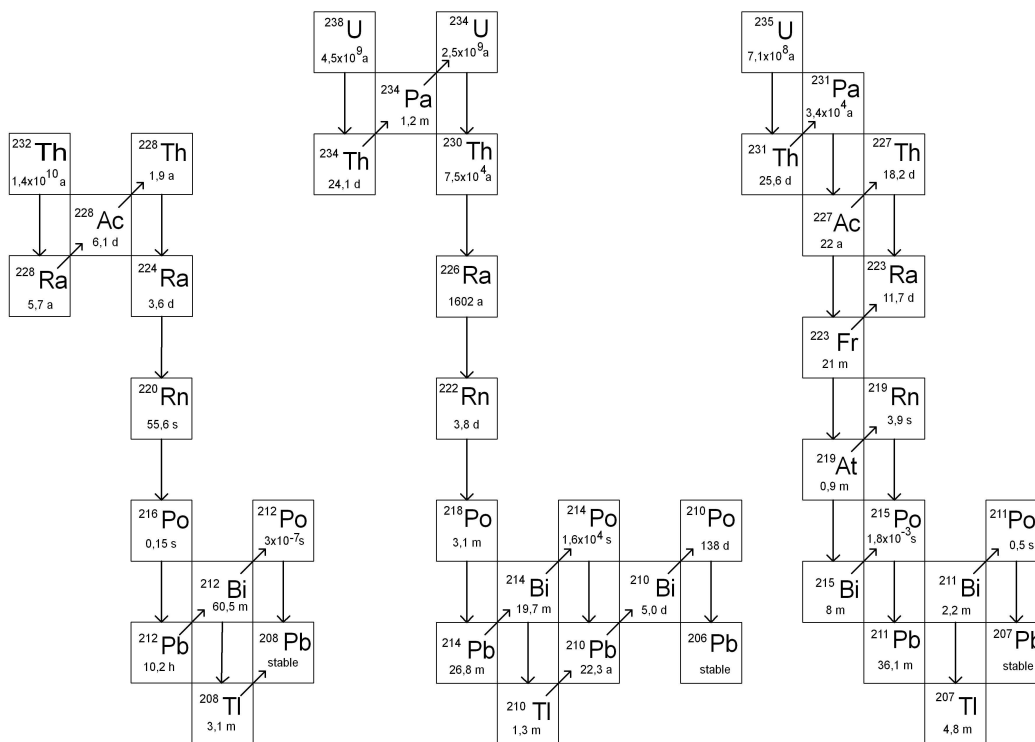 238U
4,5x10^9a
234U
2,5x10^9a
235U
7,1x10^8a
234Pa
1,2 m
231Pa
3,4x10^4a
232Th
1,4x10^10a
228Th
1,9 a
234Th
24,1 d
230Th
7,5x10^4a
231Th
25,6 d
227Th
18,2 d
228Ac
6,1 d
227Ac
22 a
228Ra
5,7 a
224Ra
3,6 d
226Ra
1602 a
223Ra
11,7 d
223Fr
21 m
220Rn
55,6 s
222Rn
3,8 d
219Rn
3,9 s
219At
0,9 m
216Po
0,15 s
212Po
3x10-7s
218Po
3,1 m
214Po
1,6x10^4 s
210Po
138 d
215Po
1,8x10^-3s
211Po
0,5 s
212Bi
60,5 m
214Bi
19,7 m
210Bi
5,0 d
215Bi
8 m
211Bi
2,2 m
212Pb
10,2 h
208Pb
stable
214Pb
26,8 m
210Pb
22,3 a
206Pb
stable
211Pb
36,1 m
207Pb
stable
208Tl
3,1 m
210Tl
1,3 m
207Tl
4,8 m